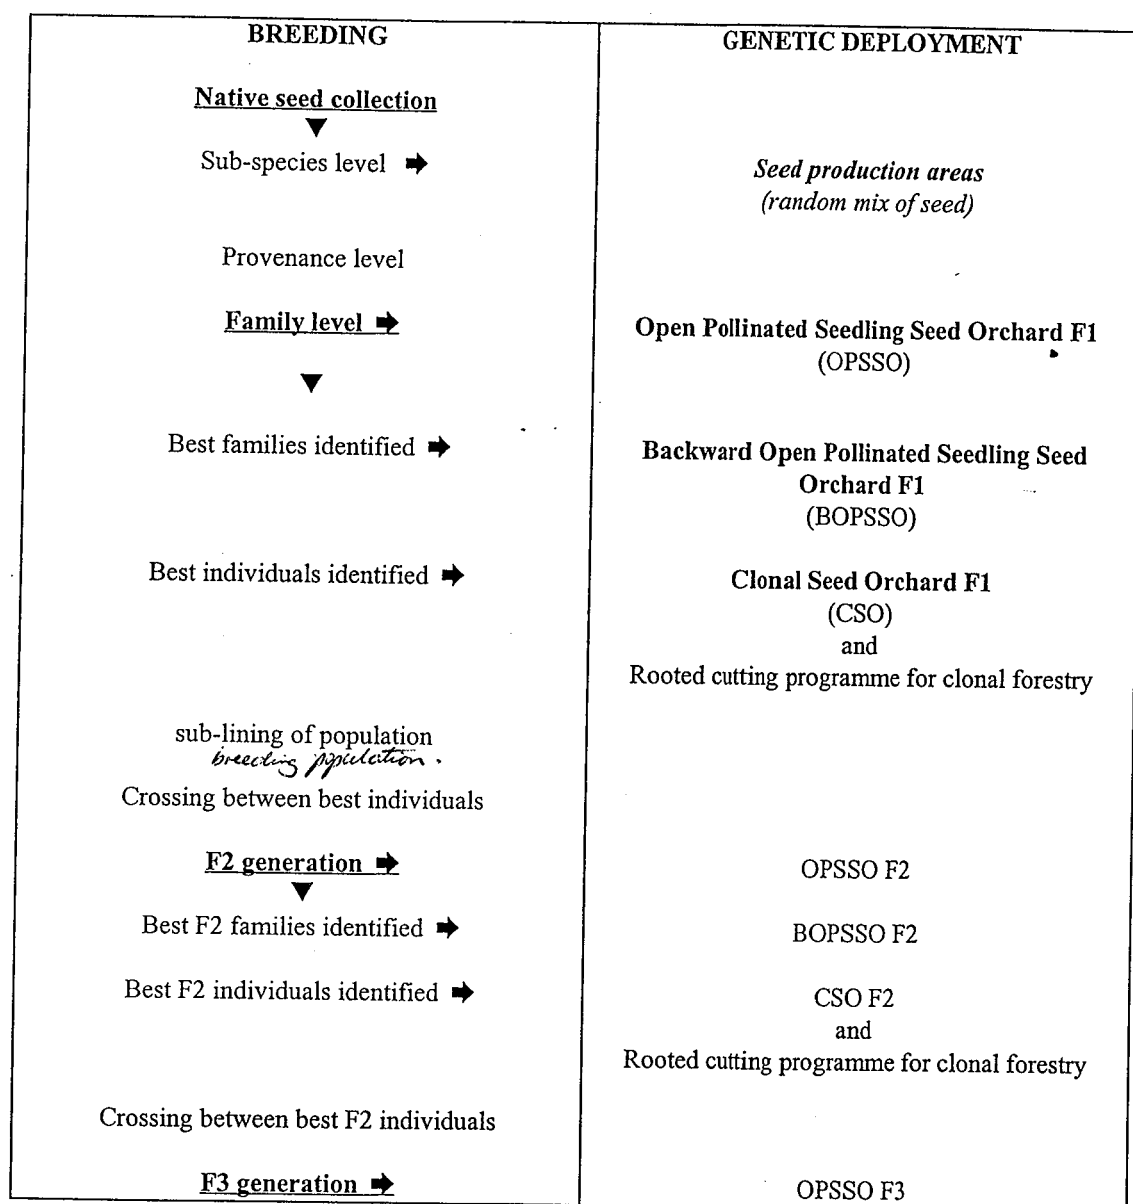 BREEDING
Native seed collection
▼
Sub-species level ➡
Provenance level
Family level ➡
▼
Best families identified ➡
Best individuals identified ➡
sub-lining of population
breeding population.
Crossing between best individuals
F2 generation ➡
▼
Best F2 families identified ➡
Best F2 individuals identified ➡
Crossing between best F2 individuals
F3 generation ➡
GENETIC DEPLOYMENT
Seed production areas
(random mix of seed)
Open Pollinated Seedling Seed Orchard F1
(OPSSO)
Backward Open Pollinated Seedling Seed
Orchard F1
(BOPSSO)
Clonal Seed Orchard F1
(CSO)
and
Rooted cutting programme for clonal forestry
OPSSO F2
BOPSSO F2
CSO F2
and
Rooted cutting programme for clonal forestry
OPSSO F3